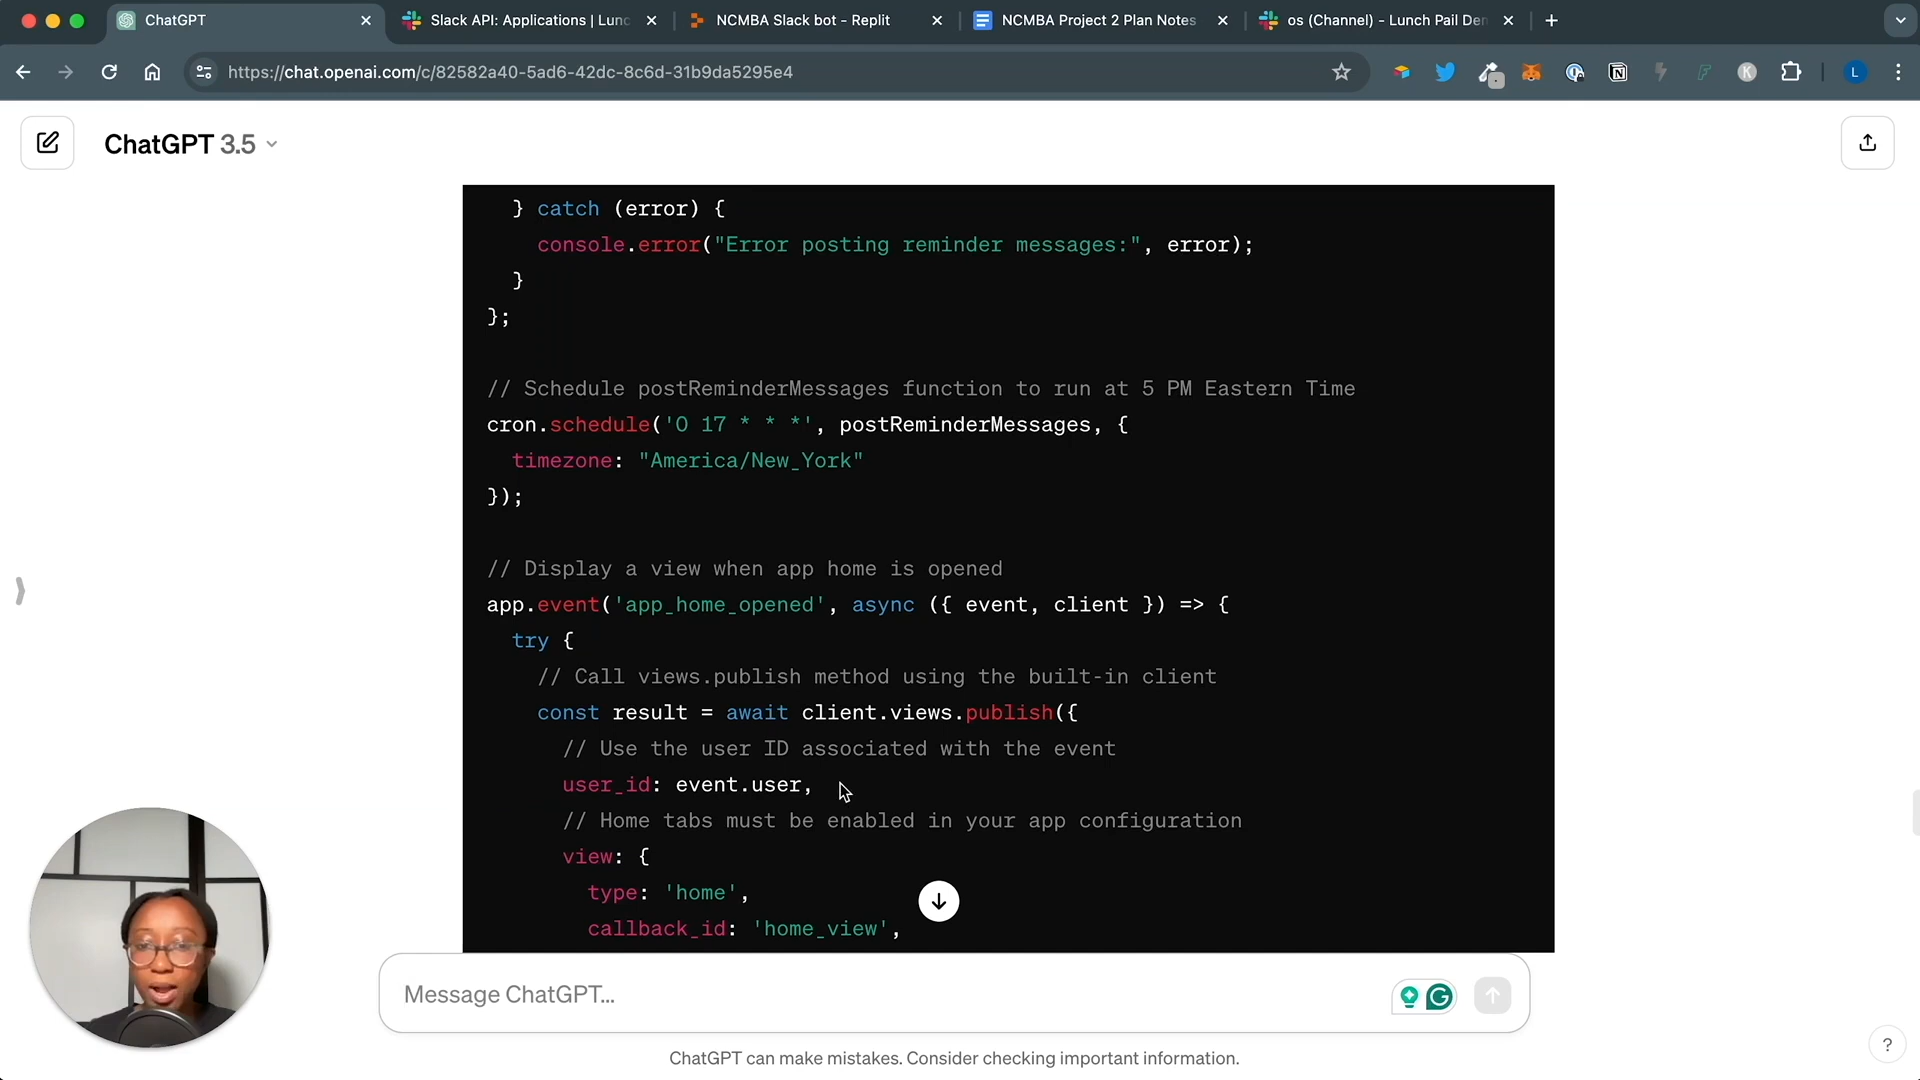 ChatGPT
Slack API: Applications | Lunc
NCMBA Slack bot - Replit
NCMBA Project 2 Plan Notes
os (Channel) - Lunch Pail Den
https://chat.openai.com/c/82582a40-5ad6-42dc-8c6d-31b9da5295e4
L
ChatGPT 3.5
} catch (error) {
console.error("Error posting reminder messages:", error);
}
};
// Schedule postReminderMessages function to run at 5 PM Eastern Time
cron.schedule('0 17 * * *', postReminderMessages, {
timezone: "America/New_York"
});
// Display a view when app home is opened
app.event('app_home_opened', async ({ event, client }) => {
try {
// Call views.publish method using the built-in client
const result = await client.views.publish({
// Use the user ID associated with the event
user_id: event.user,
// Home tabs must be enabled in your app configuration
view: {
type: 'home',
callback_id: 'home_view',
Message ChatGPT...
ChatGPT can make mistakes. Consider checking important information.
?